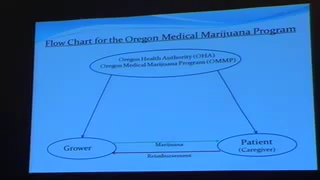 Flow Chart for the Oregon Medical Marijuana Program
Oregon Health Authority (OHA)
Oregon Medical Marijuana Program (OMMP)
Grower
Marijuana
Reimbursement
Patient
(Caregiver)